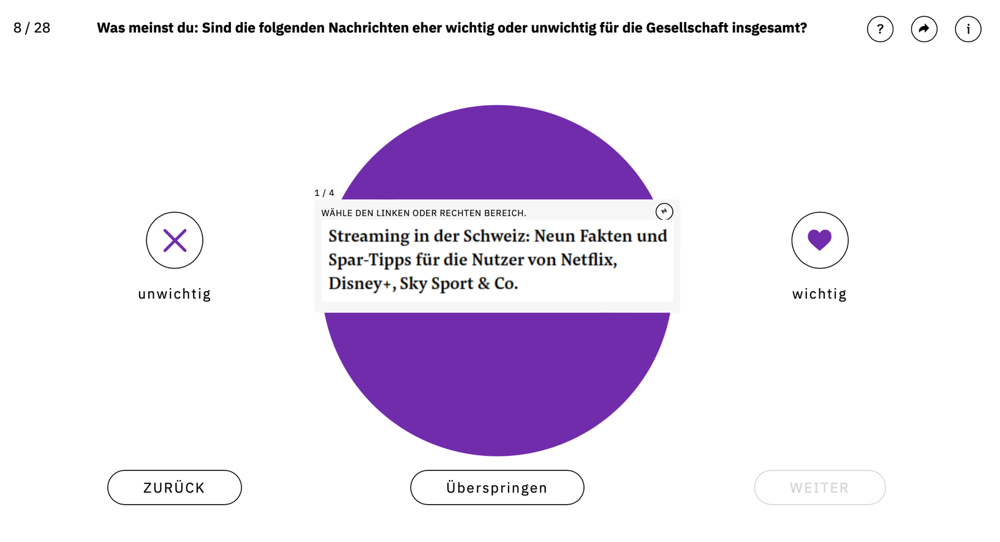 8 / 28
Was meinst du: Sind die folgenden Nachrichten eher wichtig oder unwichtig für die Gesellschaft insgesamt?
?
i
1 / 4
WÄHLE DEN LINKEN ODER RECHTEN BEREICH.
Streaming in der Schweiz: Neun Fakten und
Spar-Tipps für die Nutzer von Netflix,
Disney+, Sky Sport & Co.
unwichtig
wichtig
ZURÜCK
Überspringen
WEITER